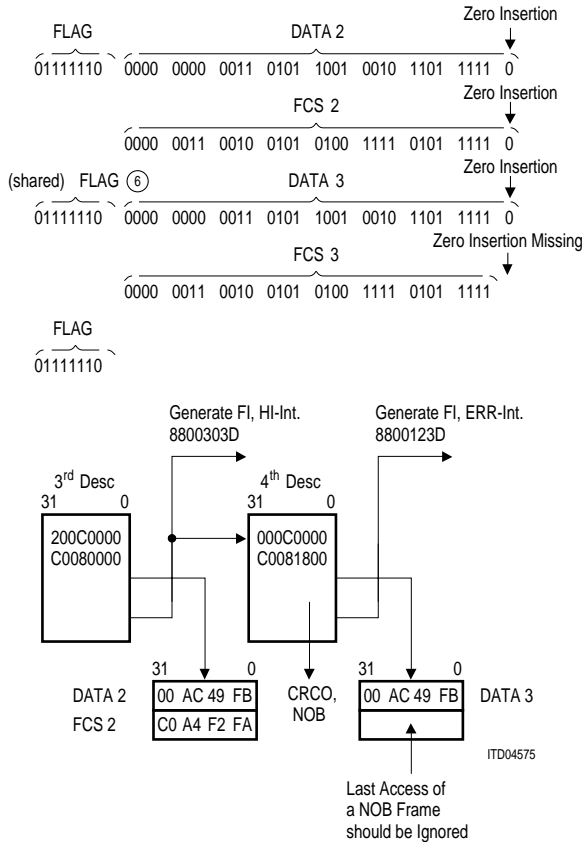 Zero Insertion
FLAG DATA 2
01111110 0000 0000 0011 0101 1001 0010 1101 1111 0
Zero Insertion
FCS 2
0000 0011 0010 0101 0100 1111 0101 1111 0
Zero Insertion
(shared) FLAG 6 DATA 3
01111110 0000 0000 0011 0101 1001 0010 1101 1111 0
Zero Insertion Missing
FCS 3
0000 0011 0010 0101 0100 1111 0101 1111
FLAG
01111110
Generate FI, HI-Int. Generate FI, ERR-Int.
8800303D 8800123D
3rd Desc 4th Desc
31 0 31 0
200C0000 000C0000
C0080000 C0081800
31 0 31 0
DATA 2 00 AC 49 FB CRCO, 00 AC 49 FB DATA 3
FCS 2 C0 A4 F2 FA NOB
ITD04575
Last Access of
a NOB Frame
should be Ignored